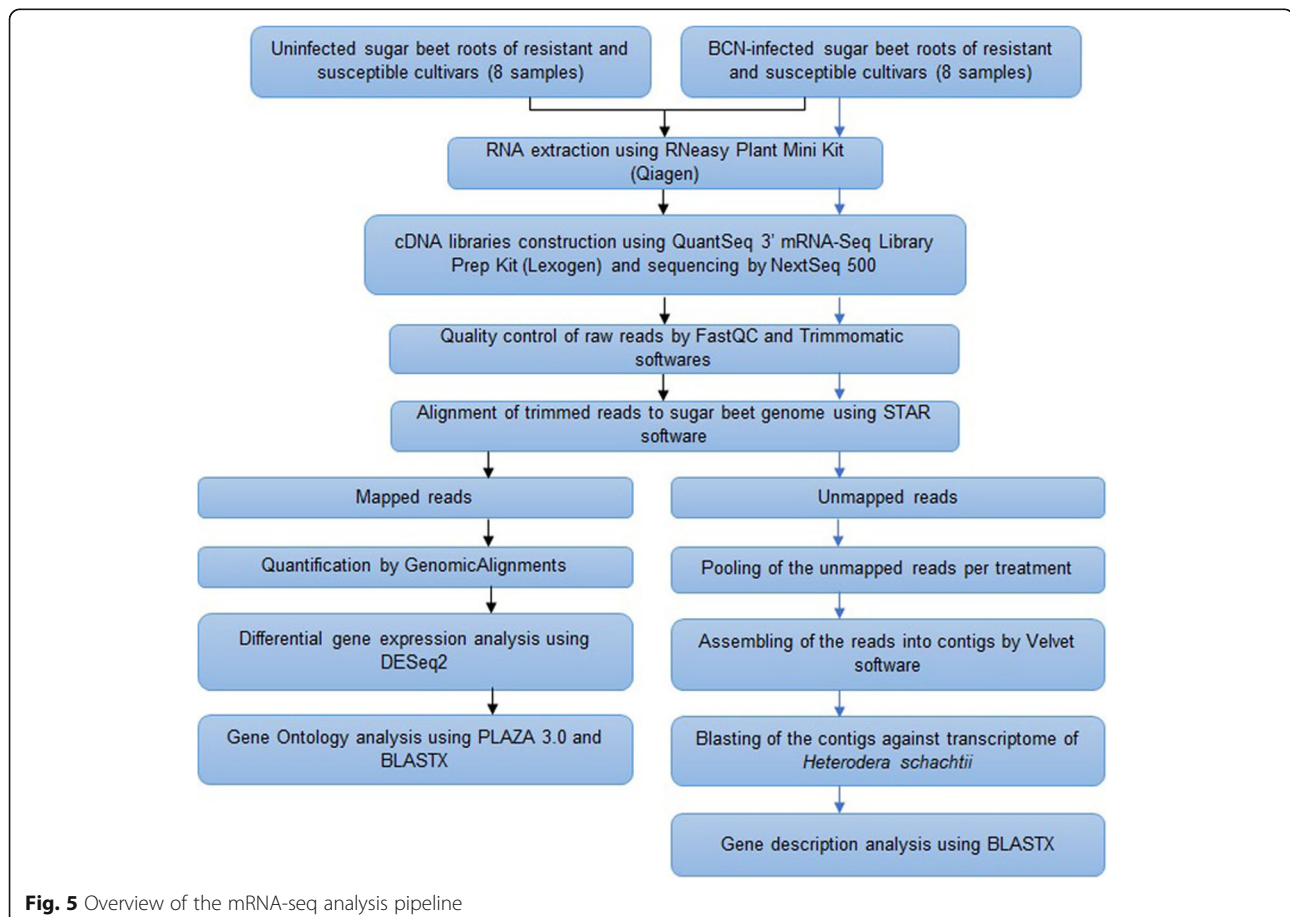 Uninfected sugar beet roots of resistant and
susceptible cultivars (8 samples)
BCN-infected sugar beet roots of resistant
and susceptible cultivars (8 samples)
RNA extraction using RNeasy Plant Mini Kit
(Qiagen)
cDNA libraries construction using QuantSeq 3' mRNA-Seq Library
Prep Kit (Lexogen) and sequencing by NextSeq 500
Quality control of raw reads by FastQC and Trimmomatic
softwares
Alignment of trimmed reads to sugar beet genome using STAR
software
Mapped reads
Quantification by GenomicAlignments
Differential gene expression analysis using
DESeq2
Gene Ontology analysis using PLAZA 3.0 and
BLASTX
Unmapped reads
Pooling of the unmapped reads per treatment
Assembling of the reads into contigs by Velvet
software
Blasting of the contigs against transcriptome of
Heterodera schachtii
Gene description analysis using BLASTX
Fig. 5 Overview of the mRNA-seq analysis pipeline